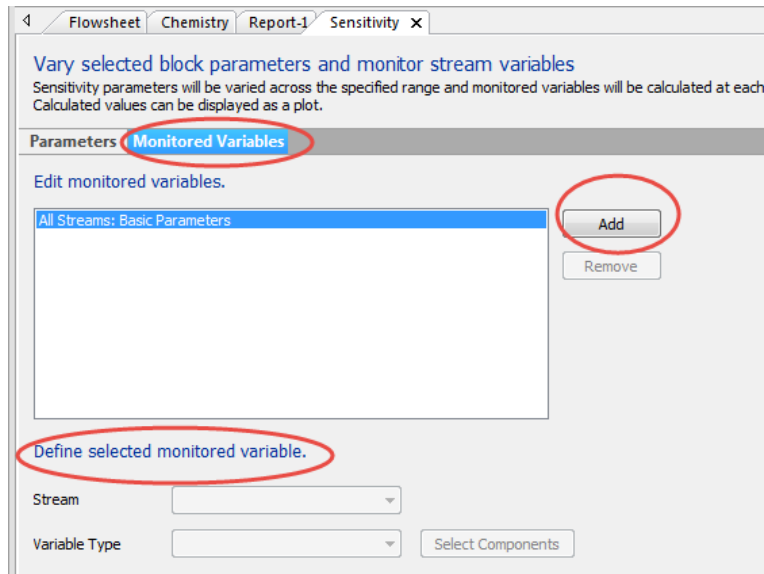 Flowsheet Chemistry Report-1 Sensitivity
Vary selected block parameters and monitor stream variables
Sensitivity parameters will be varied across the specified range and monitored variables will be calculated at each
Calculated values can be displayed as a plot.
Parameters Monitored Variables
Edit monitored variables.
All Streams: Basic Parameters
Add
Remove
Define selected monitored variable.
Stream
Variable Type Select Components